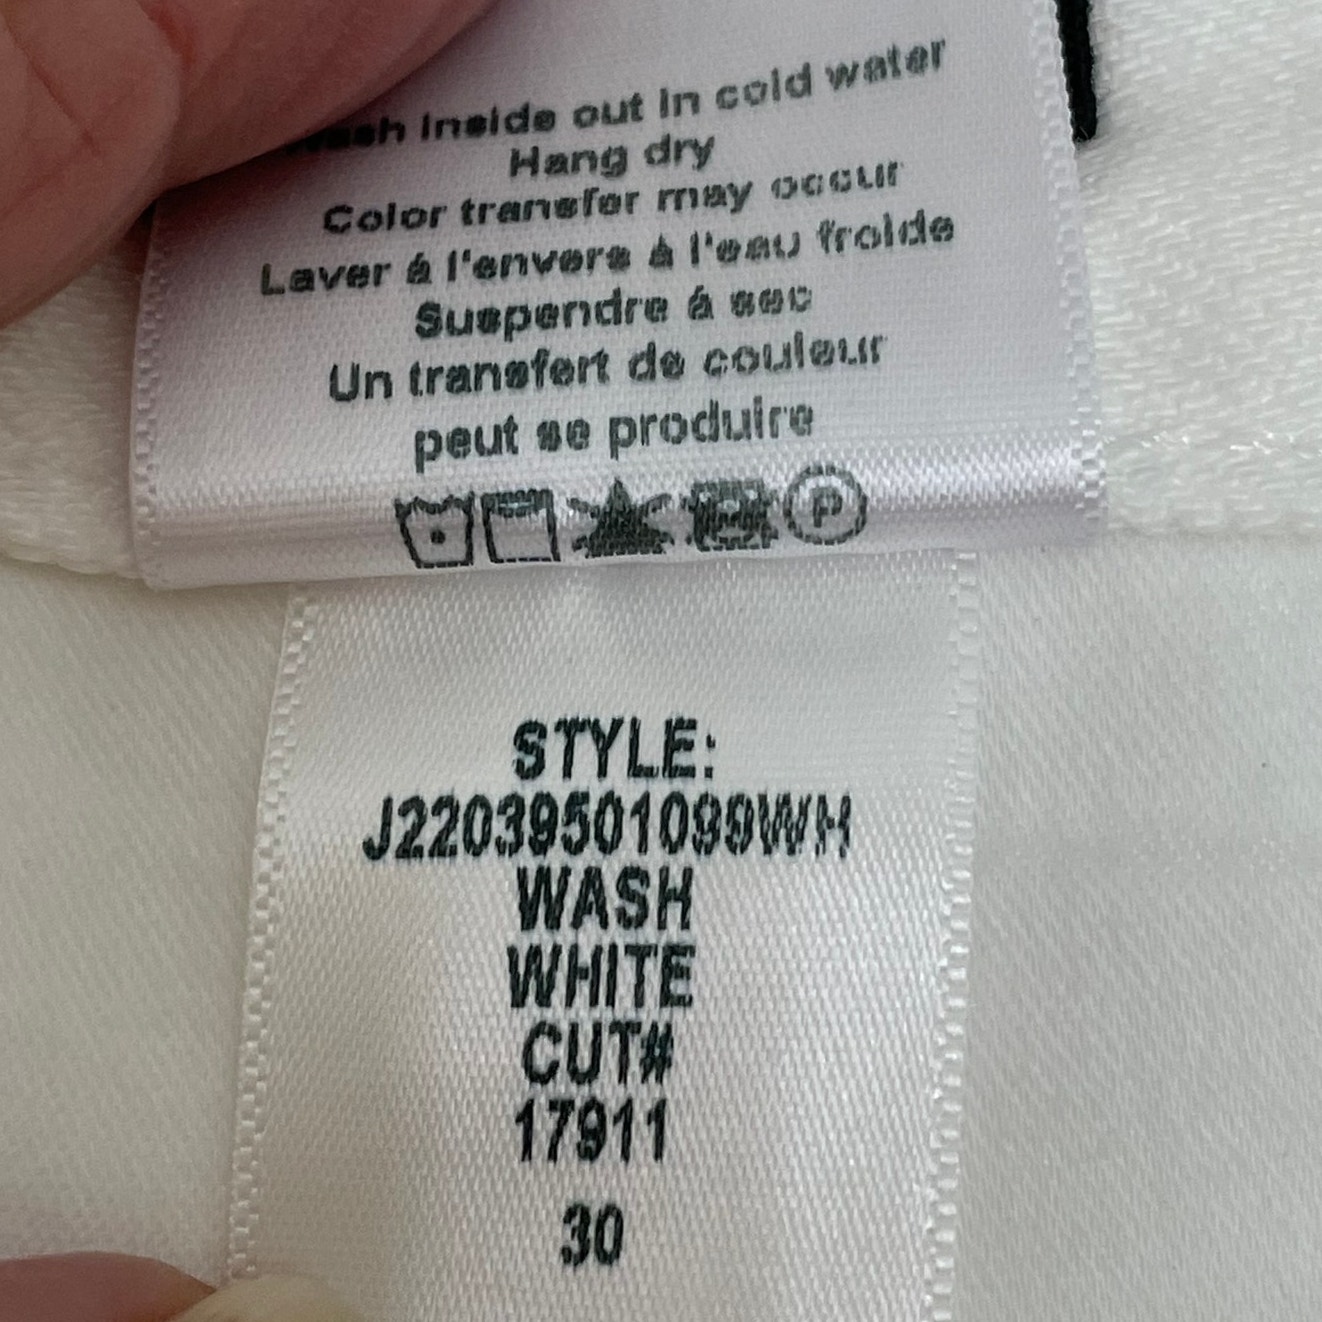 Wash inside out in cold water
Hang dry
Color transfer may occur
Laver á l'envers á l'eau froide
Suspendre á sec
Un transfert de couleur
peut se produire
P
STYLE:
J22039501099WH
WASH
WHITE
CUT#
17911
30